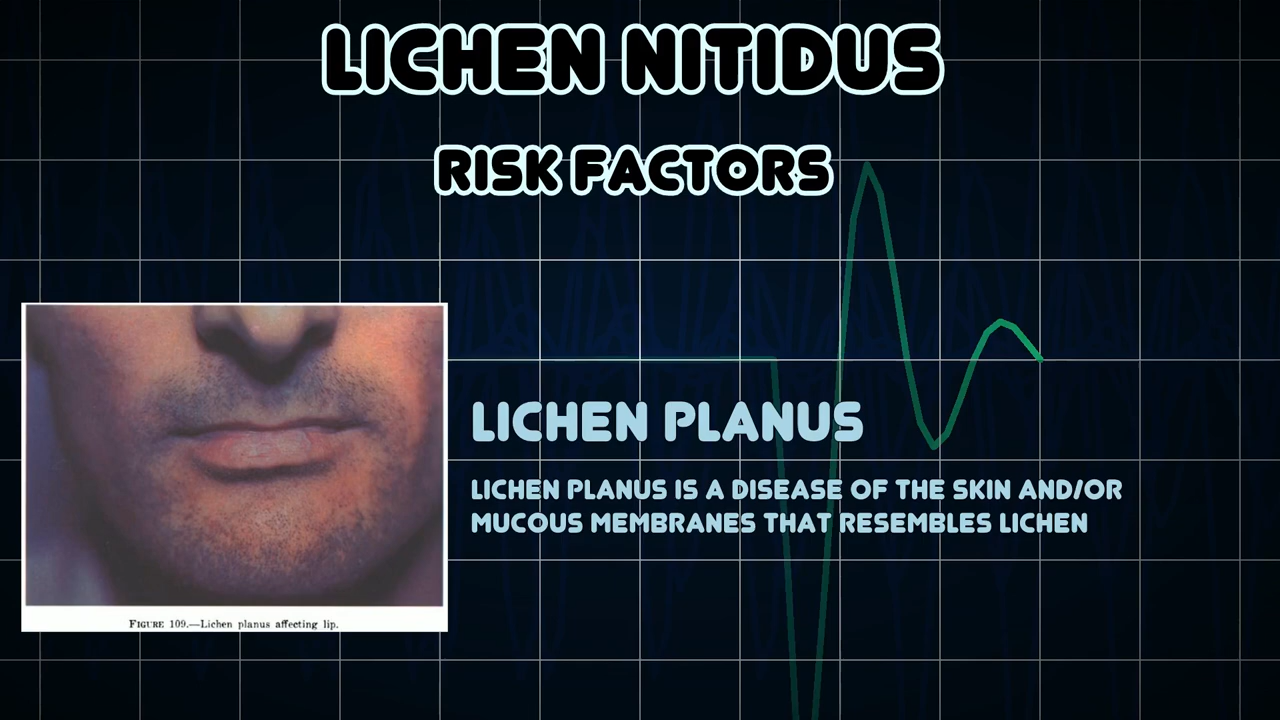 LICHEN NITIDUS
RISK FACTORS
LICHEN PLANUS
LICHEN PLANUS IS A DISEASE OF THE SKIN AND/OR
MUCOUS MEMBRANES THAT RESEMBLES LICHEN
FIGURE 109.—Lichen planus affecting lip.